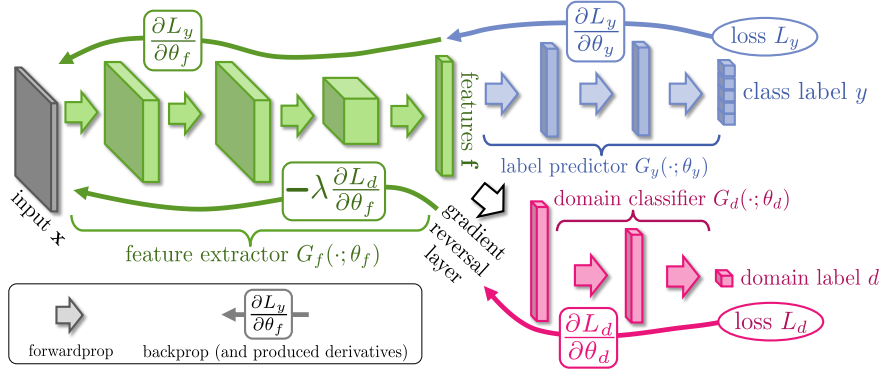 ∂L_y
∂θ_f
∂L_y
∂θ_y
loss L_y
features f
class label y
label predictor G_y(·;θ_y)
input x
−λ ∂L_d
∂θ_f
feature extractor G_f(·;θ_f)
gradient
reversal
layer
domain classifier G_d(·;θ_d)
domain label d
∂L_d
∂θ_d
loss L_d
∂L_y
∂θ_f
forwardprop
backprop (and produced derivatives)